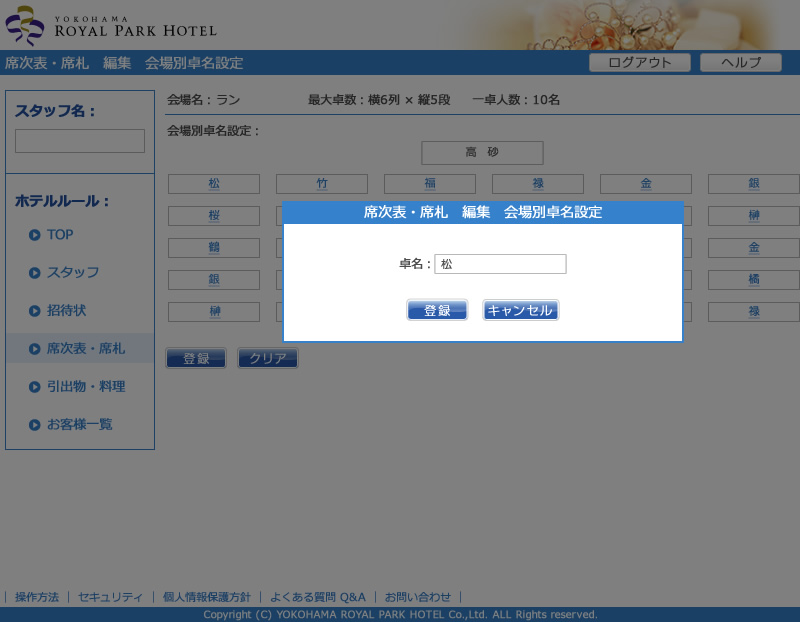 YOKOHAMA
ROYAL PARK HOTEL
席次表・席札　編集　会場別卓名設定
ログアウト
ヘルプ
スタッフ名：
会場名：ラン
最大卓数：横6列 × 縦5段
一卓人数：10名
会場別卓名設定：
高　砂
松 竹 福 禄 金 銀
桜 榊
鶴 金
銀 橘
榊 禄
席次表・席札　編集　会場別卓名設定
卓名：松
登録
キャンセル
登録
クリア
ホテルルール：
TOP
スタッフ
招待状
席次表・席札
引出物・料理
お客様一覧
| 操作方法 | セキュリティ | 個人情報保護方針 | よくある質問 Q&A | お問い合わせ |
Copyright (C) YOKOHAMA ROYAL PARK HOTEL Co.,Ltd. ALL Rights reserved.